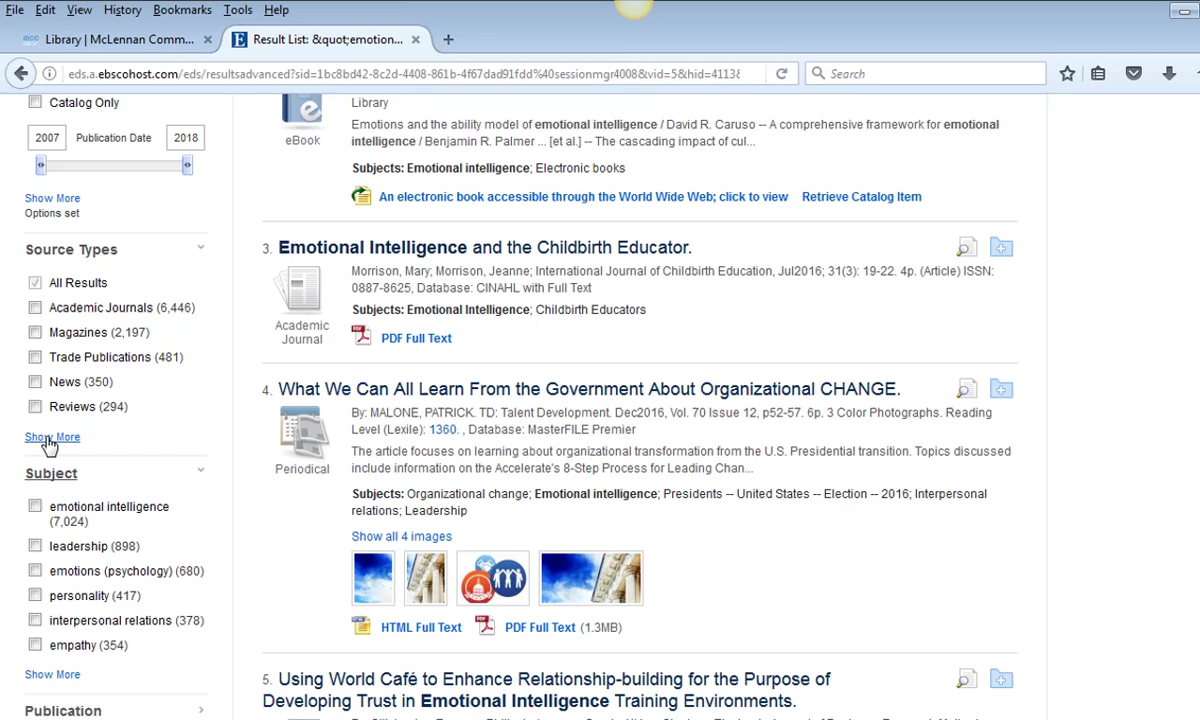 File Edit View History Bookmarks Tools Help
mcc Library | McLennan Comm... × E Result List: &quot;emotion... × +
eds.a.ebscohost.com/eds/resultsadvanced?sid=1bc8bd42-8c2d-4408-861b-4f67dad91fdd%40sessionmgr4008&vid=5&hid=4113& Search
Catalog Only
2007 Publication Date 2018
Show More
Options set
Source Types
All Results
Academic Journals (6,446)
Magazines (2,197)
Trade Publications (481)
News (350)
Reviews (294)
Show More
Subject
emotional intelligence
(7,024)
leadership (898)
emotions (psychology) (680)
personality (417)
interpersonal relations (378)
empathy (354)
Show More
Publication
eBook
Library
Emotions and the ability model of emotional intelligence / David R. Caruso -- A comprehensive framework for emotional
intelligence / Benjamin R. Palmer ... [et al.] -- The cascading impact of cul...
Subjects: Emotional intelligence; Electronic books
An electronic book accessible through the World Wide Web; click to view Retrieve Catalog Item
3. Emotional Intelligence and the Childbirth Educator.
Academic
Journal
Morrison, Mary; Morrison, Jeanne; International Journal of Childbirth Education, Jul2016; 31(3): 19-22. 4p. (Article) ISSN:
0887-8625, Database: CINAHL with Full Text
Subjects: Emotional Intelligence; Childbirth Educators
PDF Full Text
4. What We Can All Learn From the Government About Organizational CHANGE.
Periodical
By: MALONE, PATRICK. TD: Talent Development. Dec2016, Vol. 70 Issue 12, p52-57. 6p. 3 Color Photographs. Reading
Level (Lexile): 1360. , Database: MasterFILE Premier
The article focuses on learning about organizational transformation from the U.S. Presidential transition. Topics discussed
include information on the Accelerate's 8-Step Process for Leading Chan...
Subjects: Organizational change; Emotional intelligence; Presidents -- United States -- Election -- 2016; Interpersonal
relations; Leadership
Show all 4 images
HTML Full Text PDF Full Text (1.3MB)
5. Using World Café to Enhance Relationship-building for the Purpose of
Developing Trust in Emotional Intelligence Training Environments.